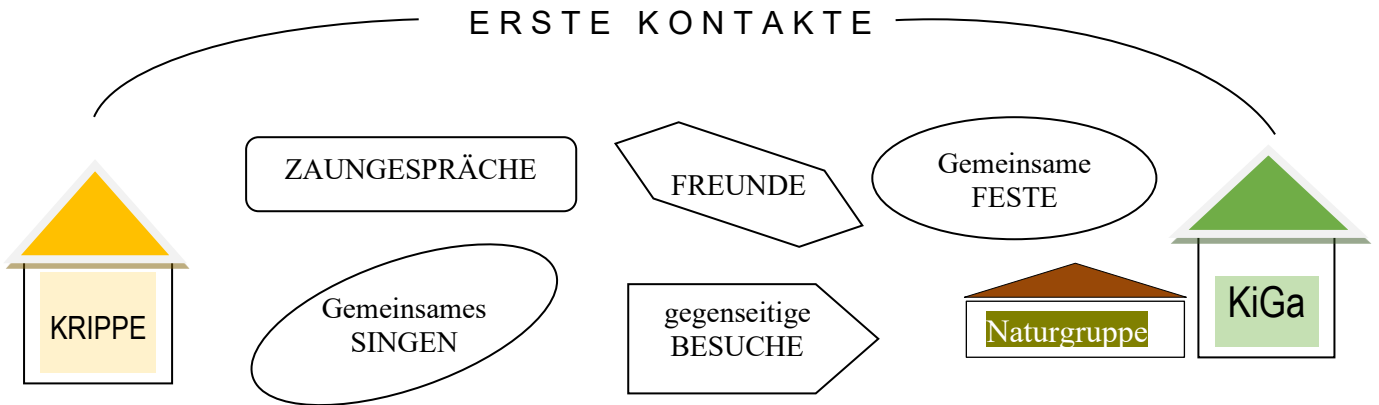 ERSTE KONTAKTE
ZAUNGESPRÄCHE
FREUNDE
Gemeinsame
FESTE
KRIPPE
Gemeinsames
SINGEN
gegenseitige
BESUCHE
Naturgruppe
KiGa